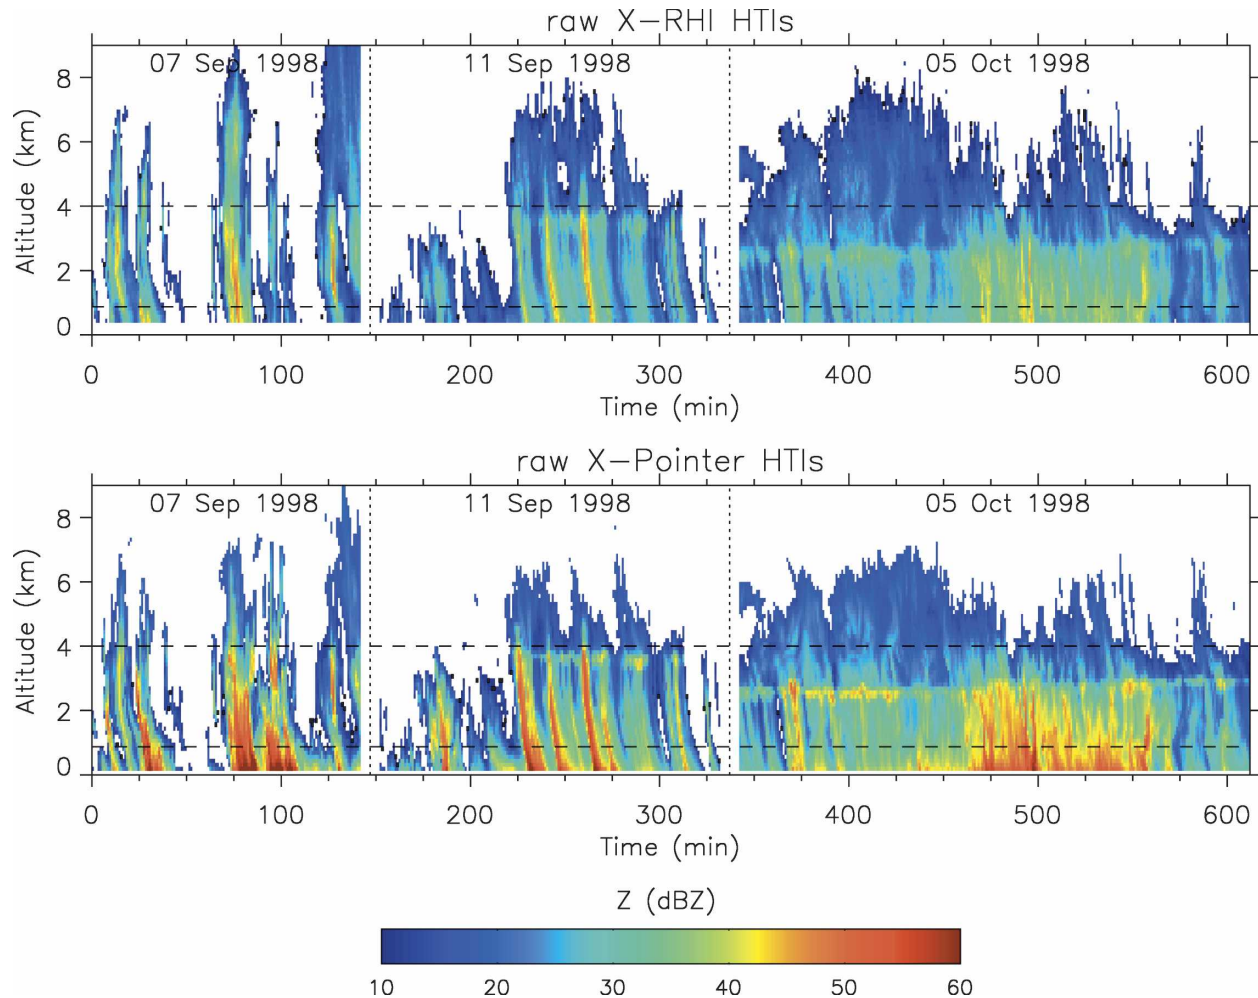 raw X-RHI HTIs
07 Sep 1998 11 Sep 1998 05 Oct 1998
8
6
4
2
0
Altitude (km)
0 100 200 300 400 500 600
Time (min)
raw X-Pointer HTIs
07 Sep 1998 11 Sep 1998 05 Oct 1998
8
6
4
2
0
Altitude (km)
0 100 200 300 400 500 600
Time (min)
Z (dBZ)
10 20 30 40 50 60